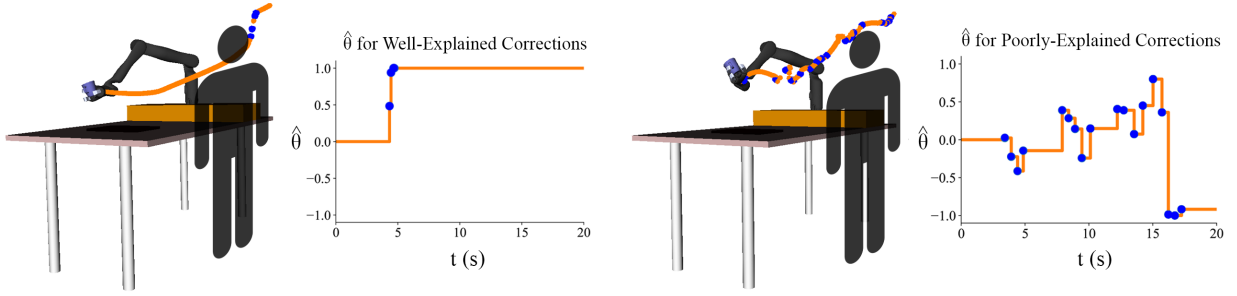 θ̂ for Well-Explained Corrections
1.0
0.5
0.0
−0.5
−1.0
θ̂
0 5 10 15 20
t (s)
θ̂ for Poorly-Explained Corrections
1.0
0.5
0.0
−0.5
−1.0
θ̂
0 5 10 15 20
t (s)